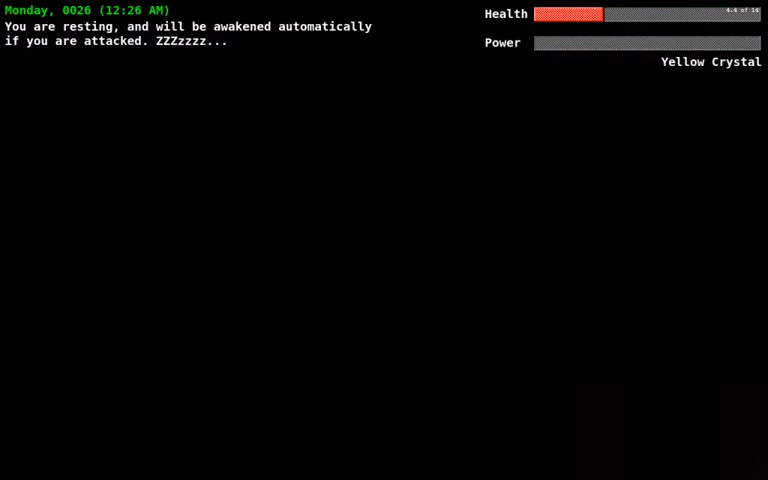 Monday, 0026 (12:26 AM)
You are resting, and will be awakened automatically
if you are attacked. ZZZzzzz...
Health
4.4 of 14
Power
Yellow Crystal